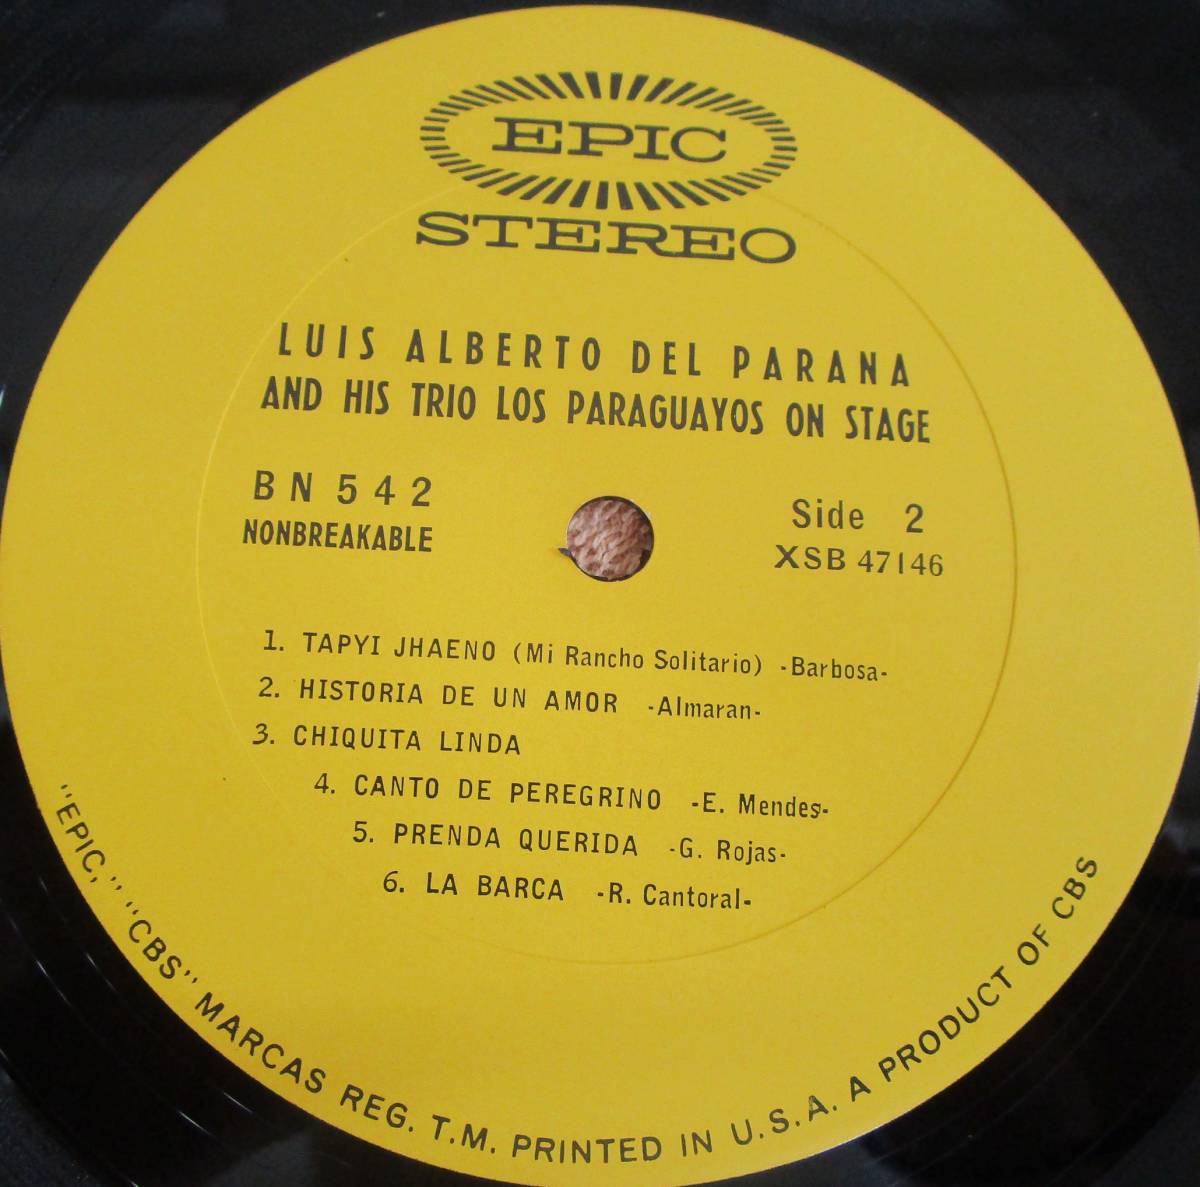 EPIC
STEREO
LUIS ALBERTO DEL PARANA
AND HIS TRIO LOS PARAGUAYOS ON STAGE
BN 542
NONBREAKABLE
Side 2
XSB 47146
1. TAPYI JHAENO (Mi Rancho Solitario) -Barbosa-
2. HISTORIA DE UN AMOR -Almaran-
3. CHIQUITA LINDA
4. CANTO DE PEREGRINO -E. Mendes-
5. PRENDA QUERIDA -G. Rojas-
6. LA BARCA -R. Cantoral-
"EPIC," "CBS" MARCAS REG. T.M. PRINTED IN U.S.A. A PRODUCT OF CBS